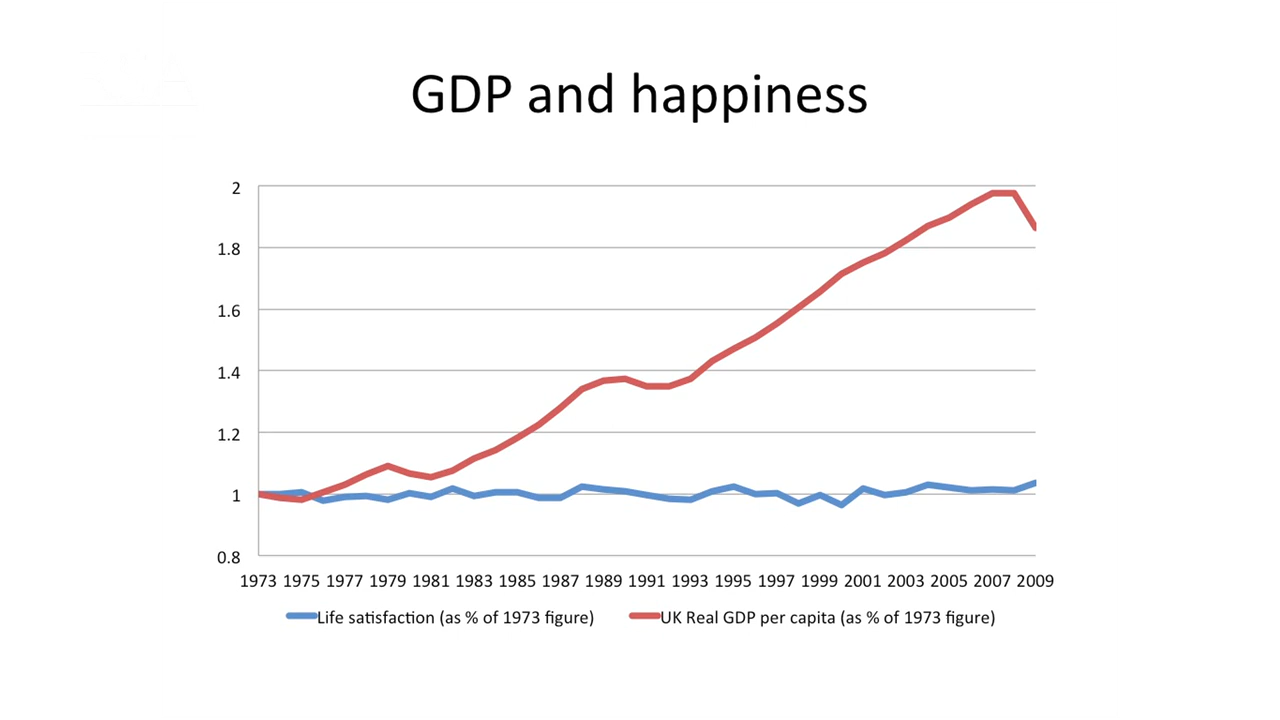 GDP and happiness
2
1.8
1.6
1.4
1.2
1
0.8
1973 1975 1977 1979 1981 1983 1985 1987 1989 1991 1993 1995 1997 1999 2001 2003 2005 2007 2009
Life satisfaction (as % of 1973 figure) UK Real GDP per capita (as % of 1973 figure)